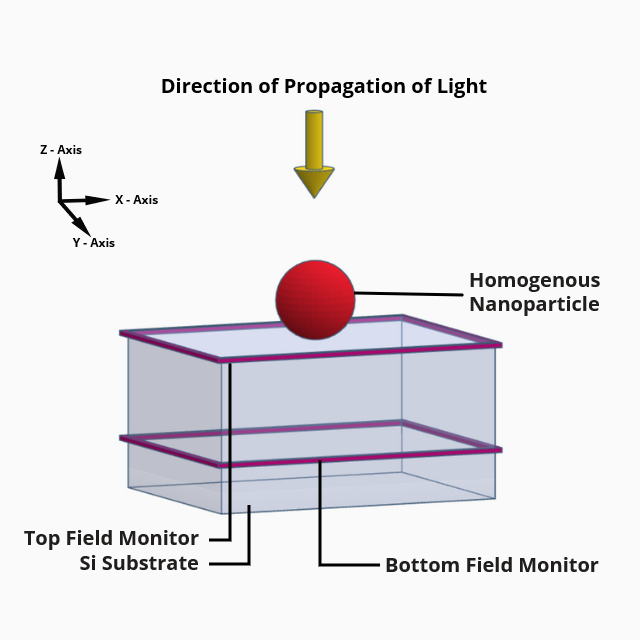 Direction of Propagation of Light
Z - Axis
X - Axis
Y - Axis
Homogenous
Nanoparticle
Top Field Monitor
Si Substrate
Bottom Field Monitor